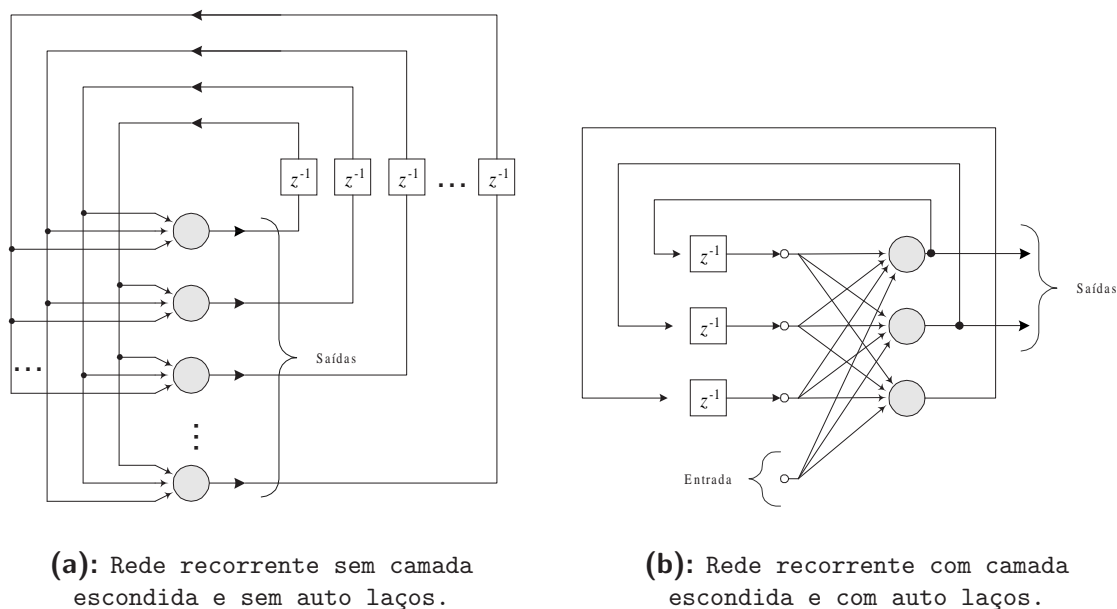 z⁻¹ z⁻¹ z⁻¹ ... z⁻¹
...
Saídas
z⁻¹
z⁻¹
z⁻¹
Saídas
Entrada
(a): Rede recorrente sem camada
escondida e sem auto laços.
(b): Rede recorrente com camada
escondida e com auto laços.